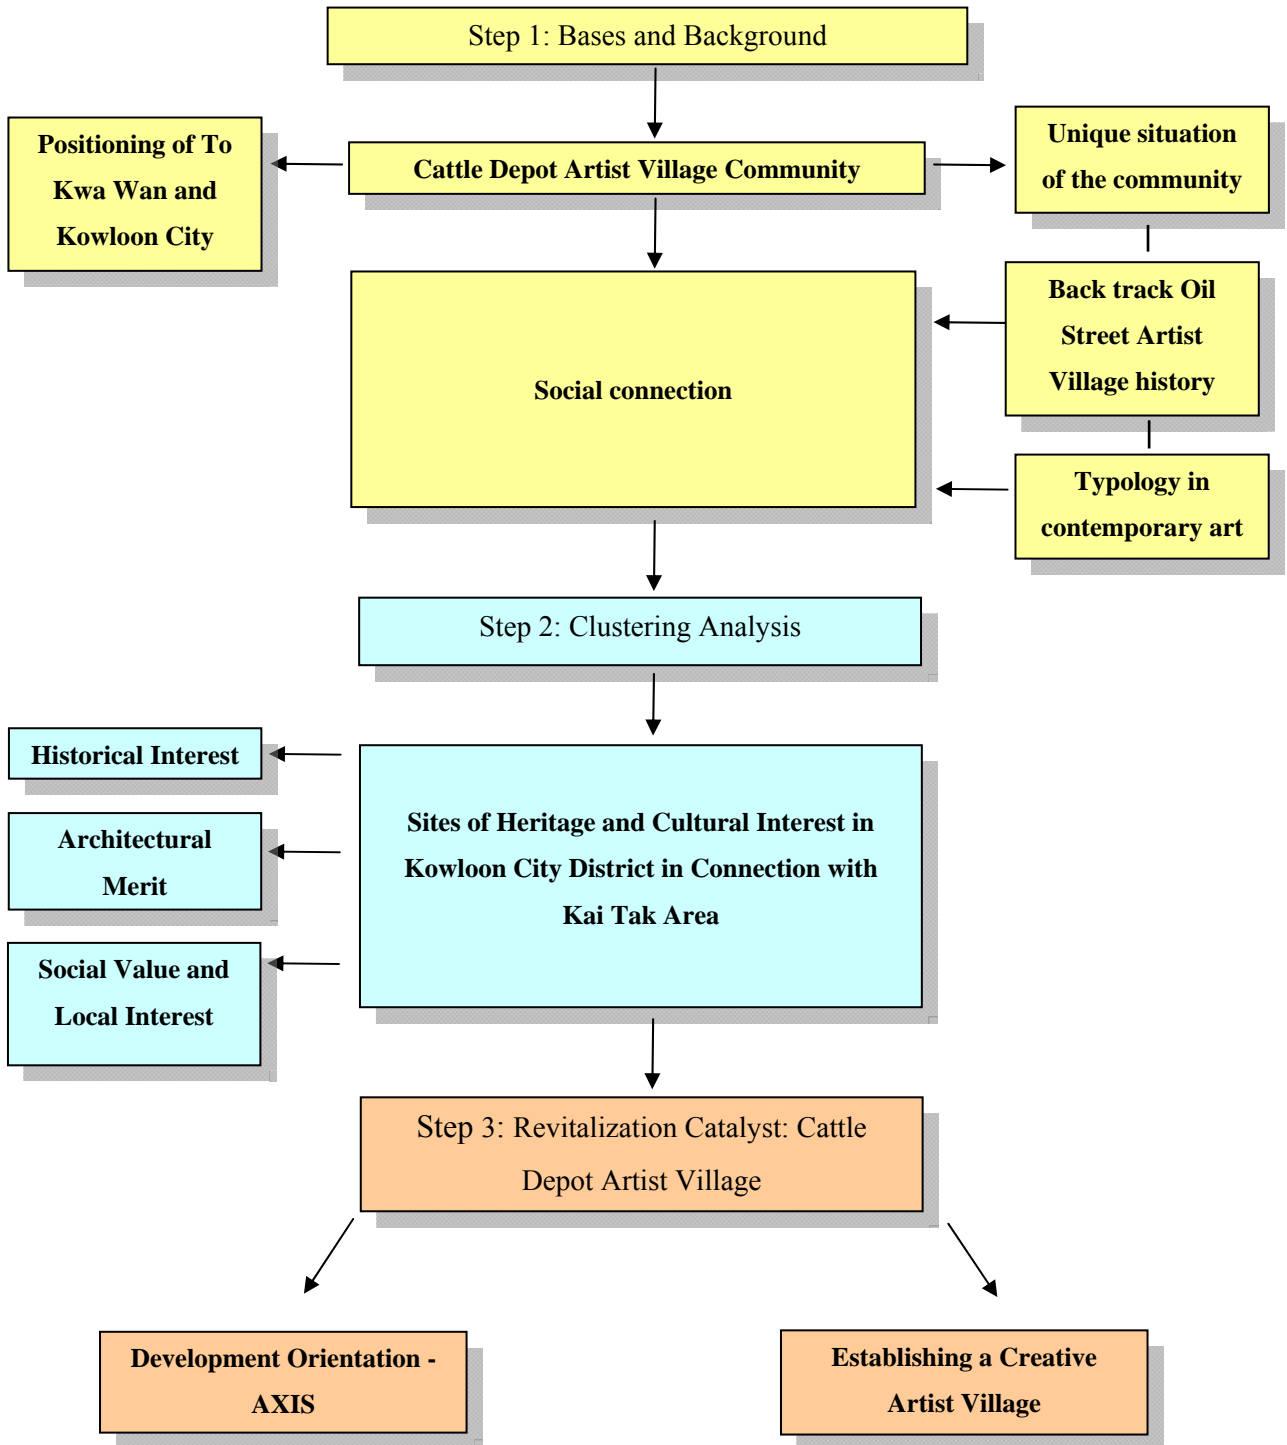 Step 1: Bases and Background
Positioning of To
Kwa Wan and
Kowloon City
Cattle Depot Artist Village Community
Unique situation
of the community
Social connection
Back track Oil
Street Artist
Village history
Typology in
contemporary art
Step 2: Clustering Analysis
Historical Interest
Architectural
Merit
Social Value and
Local Interest
Sites of Heritage and Cultural Interest in
Kowloon City District in Connection with
Kai Tak Area
Step 3: Revitalization Catalyst: Cattle
Depot Artist Village
Development Orientation -
AXIS
Establishing a Creative
Artist Village